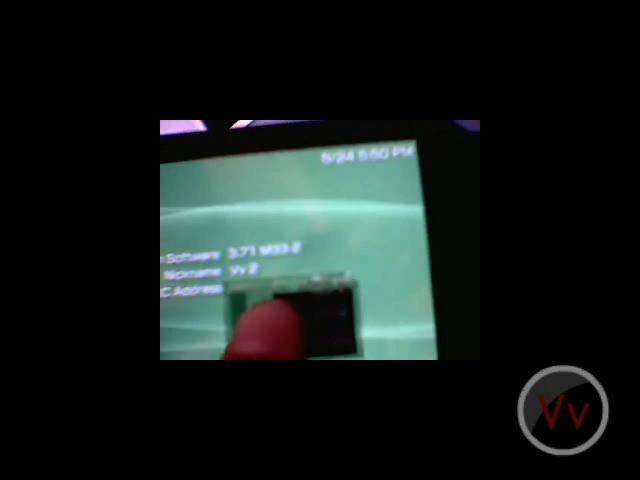 5/24 5:50 PM
Software 3.71 M33-2
Nickname Vv 2
C Address
Vv